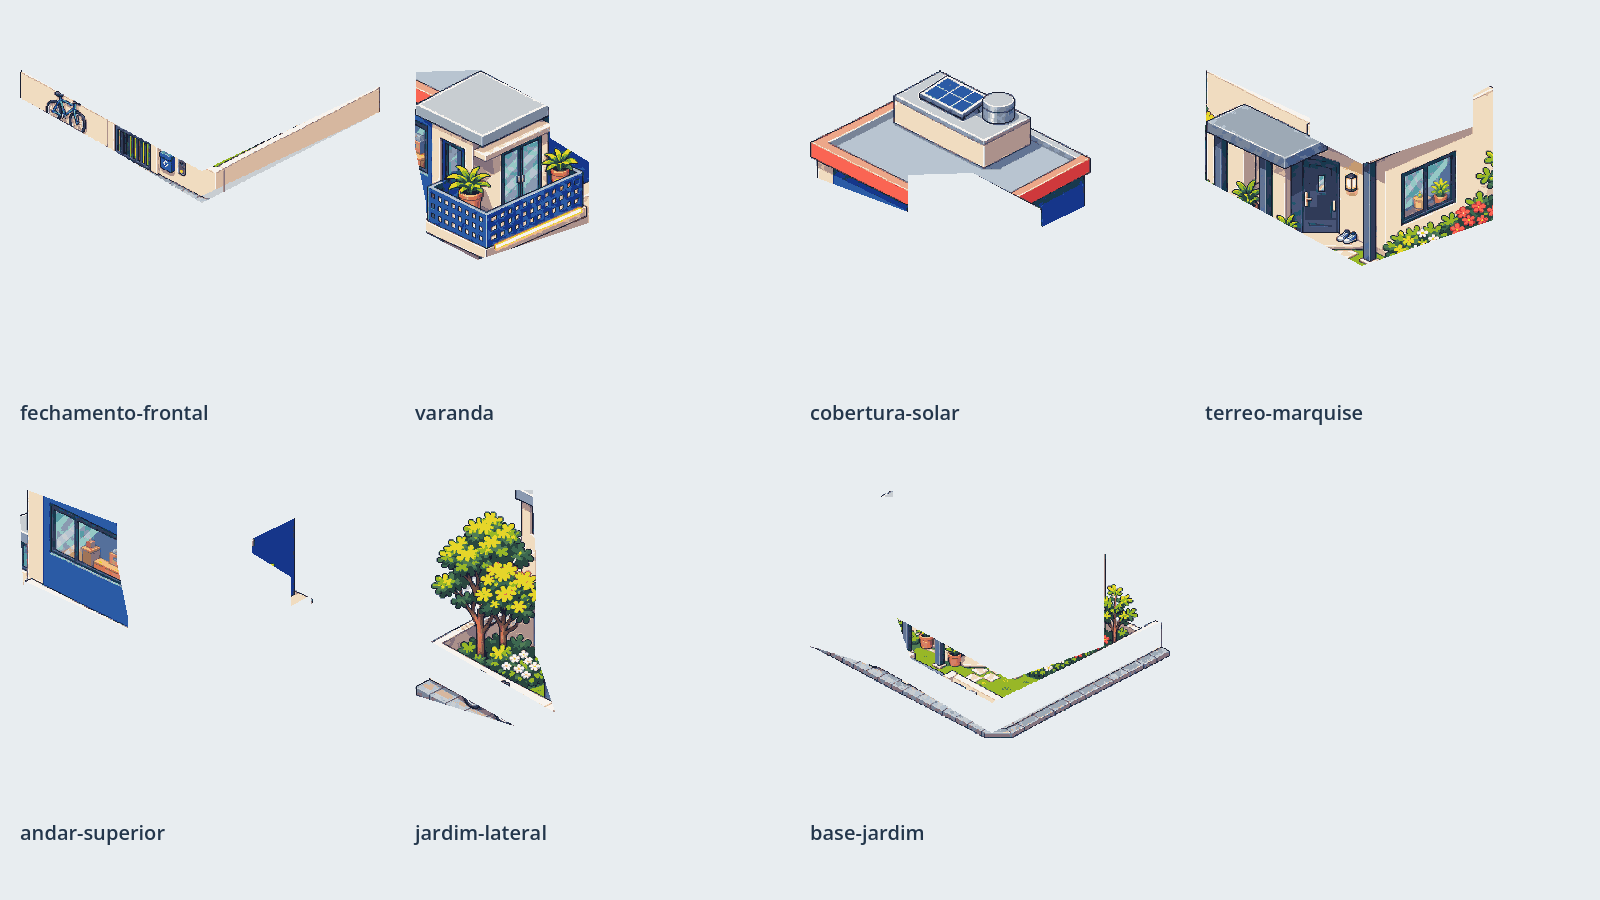 fechamento-frontal
varanda
cobertura-solar
terreo-marquise
andar-superior
jardim-lateral
base-jardim